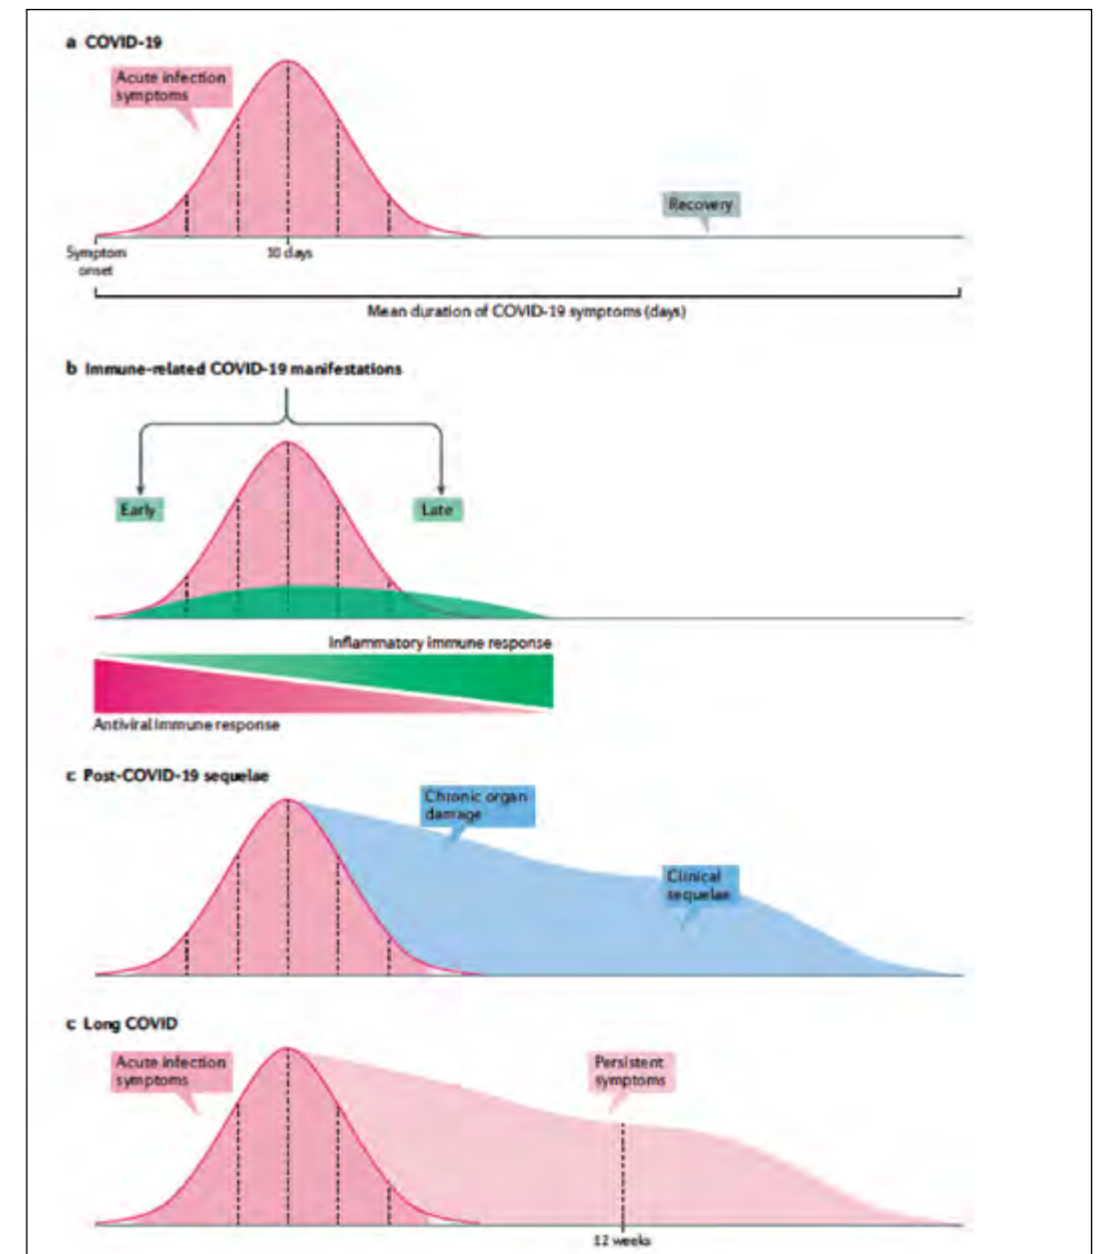 a COVID-19
Acute infection
symptoms
Recovery
Symptom
onset
10 days
Mean duration of COVID-19 symptoms (days)
b Immune-related COVID-19 manifestations
Early
Late
Inflammatory immune response
Antiviral immune response
c Post-COVID-19 sequelae
Chronic organ
damage
Clinical
sequelae
c Long COVID
Acute infection
symptoms
Persistent
symptoms
12 weeks